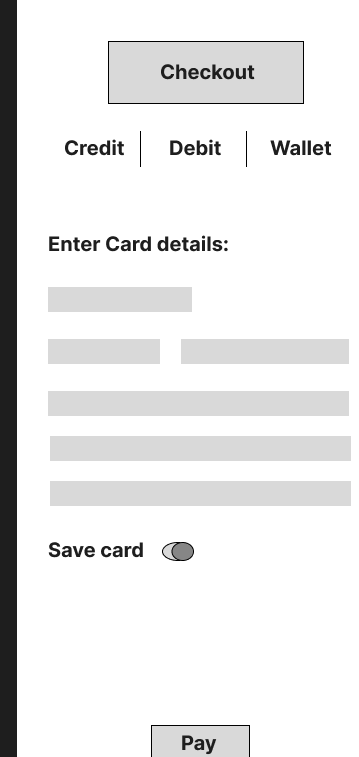 Checkout
Credit Debit Wallet
Enter Card details:
Save card
Pay